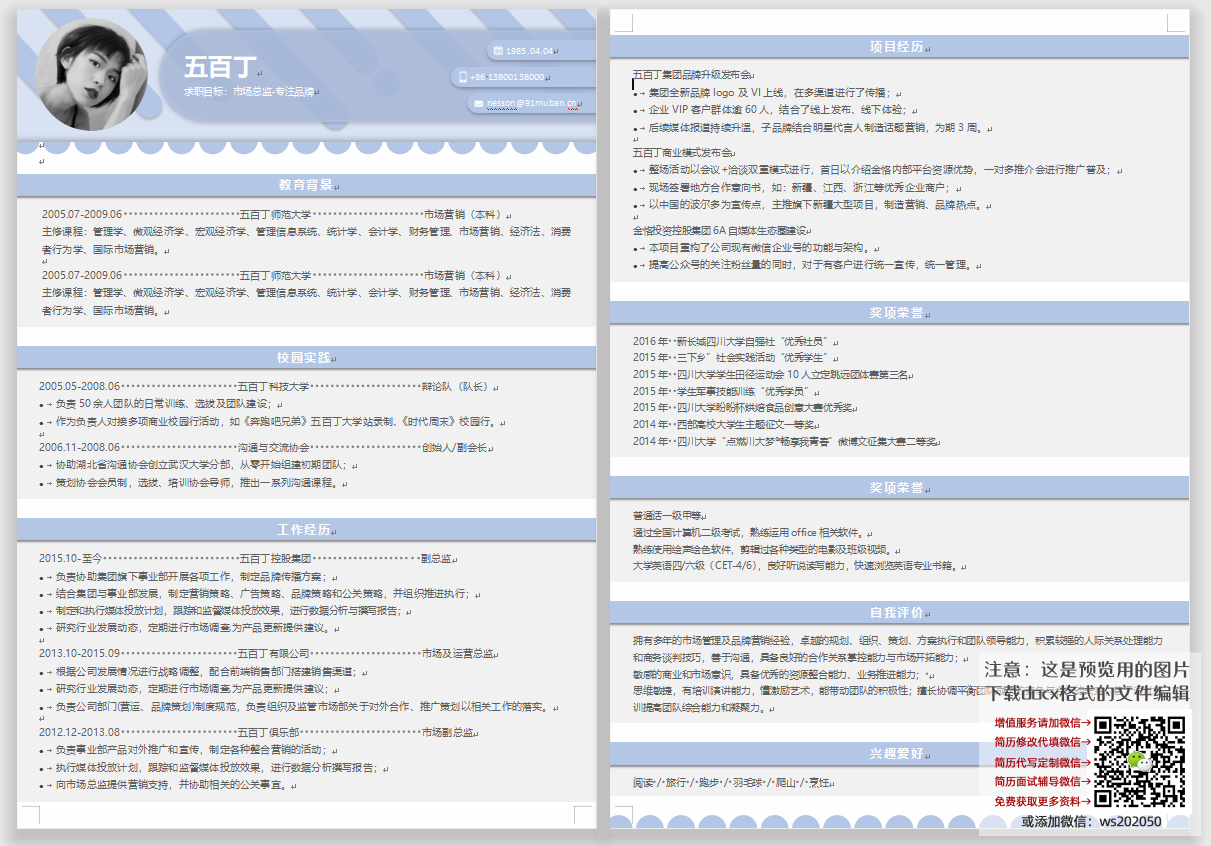 五百丁
求职目标：市场总监-专注品牌
1985.04.04
+86 13800138000
nesson@91muban.cn
教育背景
2005.07-2009.06 五百丁师范大学 市场营销（本科）
主修课程：管理学、微观经济学、宏观经济学、管理信息系统、统计学、会计学、财务管理、市场营销、经济法、消费
者行为学、国际市场营销。
2005.07-2009.06 五百丁师范大学 市场营销（本科）
主修课程：管理学、微观经济学、宏观经济学、管理信息系统、统计学、会计学、财务管理、市场营销、经济法、消费
者行为学、国际市场营销。
校园实践
2005.05-2008.06 五百丁科技大学 辩论队（队长）
负责 50 余人团队的日常训练、选拔及团队建设；
作为负责人对接多项商业校园行活动，如《奔跑吧兄弟》五百丁大学站录制、《时代周末》校园行。
2006.11-2008.06 沟通与交流协会 创始人/副会长
协助湖北省沟通协会创立武汉大学分部，从零开始组建初期团队；
策划协会会员制，选拔、培训协会导师，推出一系列沟通课程。
工作经历
2015.10-至今 五百丁控股集团 副总监
负责协助集团旗下事业部开展各项工作，制定品牌传播方案；
结合集团与事业部发展，制定营销策略、广告策略、品牌策略和公关策略，并组织推进执行；
制定和执行媒体投放计划，跟踪和监督媒体投放效果，进行数据分析与撰写报告；
研究行业发展动态，定期进行市场调查,为产品更新提供建议。
2013.10-2015.09 五百丁有限公司 市场及运营总监
根据公司发展情况进行战略调整，配合前端销售部门搭建销售渠道；
研究行业发展动态，定期进行市场调查,为产品更新提供建议；
负责公司部门(营运、品牌策划)制度规范，负责组织及监管市场部关于对外合作、推广策划以相关工作的落实。
2012.12-2013.08 五百丁俱乐部 市场副总监
负责事业部产品对外推广和宣传，制定各种整合营销的活动；
执行媒体投放计划，跟踪和监督媒体投放效果，进行数据分析撰写报告；
向市场总监提供营销支持，并协助相关的公关事宜。
项目经历
五百丁集团品牌升级发布会
集团全新品牌 logo 及 VI 上线，在多渠道进行了传播；
企业 VIP 客户群体逾 60 人，结合了线上发布、线下体验；
后续媒体报道持续升温，子品牌结合明星代言人制造话题营销，为期 3 周。
五百丁商业模式发布会
整场活动以会议+洽谈双重模式进行，首日以介绍金恪内部平台资源优势，一对多推介会进行推广普及；
现场签署地方合作意向书，如：新疆、江西、浙江等优秀企业商户；
以中国的波尔多为宣传点，主推旗下新疆大型项目，制造营销、品牌热点。
金恪投资控股集团 6A 自媒体生态圈建设
本项目重构了公司现有微信企业号的功能与架构。
提高公众号的关注粉丝量的同时，对于有客户进行统一宣传，统一管理。
奖项荣誉
2016 年 新长城四川大学自强社“优秀社员”
2015 年 三下乡”社会实践活动“优秀学生”
2015 年 四川大学学生田径运动会 10 人立定跳远团体赛第三名
2015 年 学生军事技能训练“优秀学员”
2015 年 四川大学盼盼杯烘焙食品创意大赛优秀奖
2014 年 西部高校大学生主题征文一等奖
2014 年 四川大学“点燃川大梦 畅享我青春”微博文征集大赛二等奖
奖项荣誉
普通话一级甲等
通过全国计算机二级考试，熟练运用 office 相关软件。
熟练使用绘声绘色软件，剪辑过各种类型的电影及班级视频。
大学英语四/六级（CET-4/6），良好听说读写能力，快速浏览英语专业书籍。
自我评价
拥有多年的市场管理及品牌营销经验，卓越的规划、组织、策划、方案执行和团队领导能力，积累较强的人际关系处理能力
和商务谈判技巧，善于沟通，具备良好的合作关系掌控能力与市场开拓能力；
敏感的商业和市场意识，具备优秀的资源整合能力、业务推进能力；
思维敏捷，有培训演讲能力，懂激励艺术，能带动团队的积极性；擅长协调平衡团
训提高团队综合能力和凝聚力。
兴趣爱好
阅读 / 旅行 / 跑步 / 羽毛球 / 爬山 / 烹饪
注意：这是预览用的图片
下载docx格式的文件编辑
增值服务请加微信→
简历修改代填微信→
简历代写定制微信→
简历面试辅导微信→
免费获取更多资料→
或添加微信：ws202050